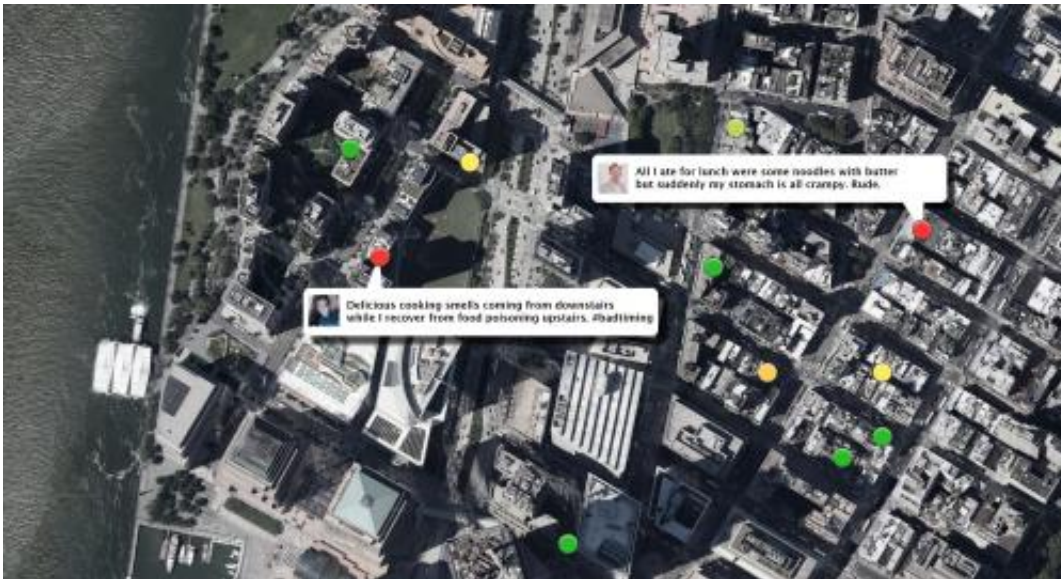 All I ate for lunch were some noodles with butter
but suddenly my stomach is all crampy. Rude.
Delicious cooking smells coming from downstairs
while I recover from food poisoning upstairs. #badtiming